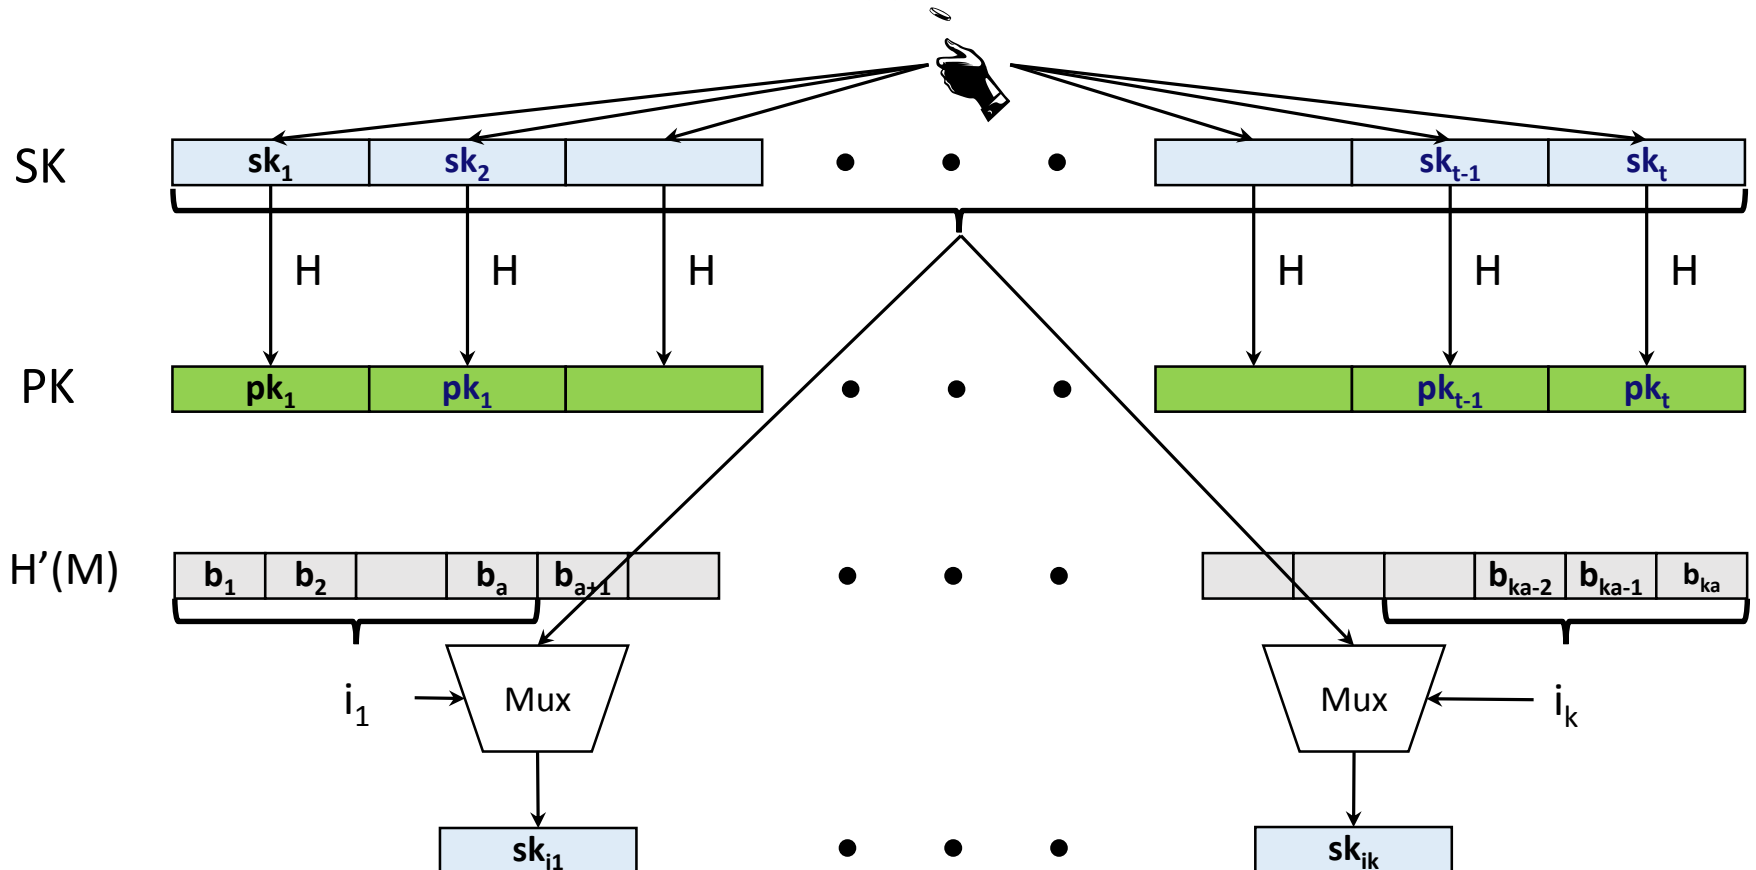 SK sk1 sk2 • • • skt-1 skt
H H H H H H
PK pk1 pk1 • • • pkt-1 pkt
H’(M) b1 b2 ba ba+1 • • • bka-2 bka-1 bka
i1 Mux Mux ik
ski1 • • • skik